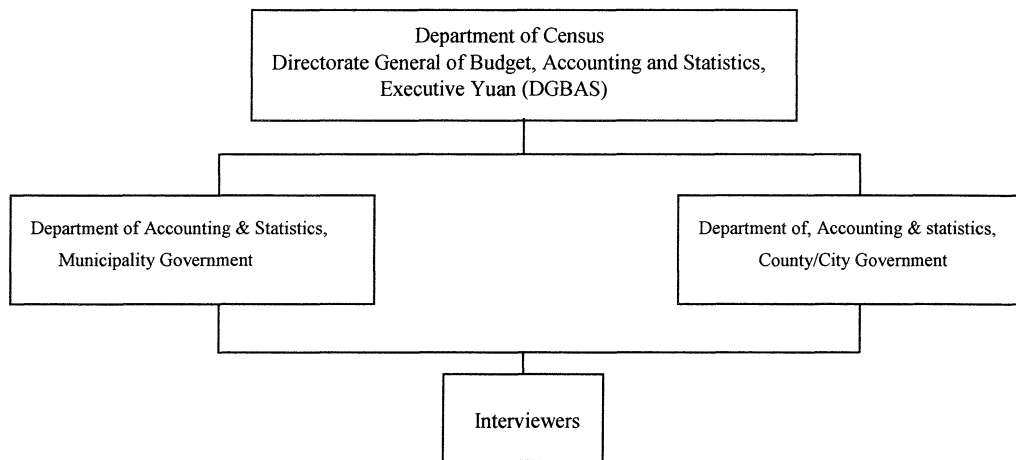 Department of Census
Directorate General of Budget, Accounting and Statistics,
Executive Yuan (DGBAS)
Department of Accounting & Statistics,
Municipality Government
Department of, Accounting & statistics,
County/City Government
Interviewers